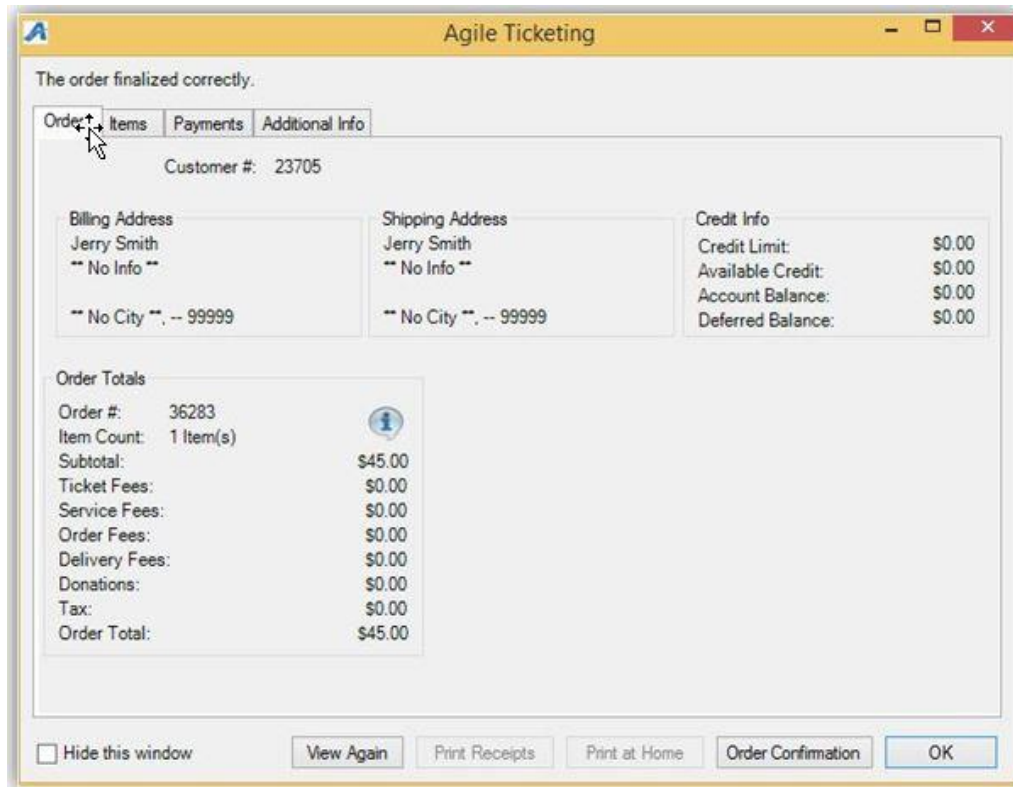 Agile Ticketing
The order finalized correctly.
Order Items Payments Additional Info
Customer #: 23705
Billing Address
Jerry Smith
** No Info **
** No City **, -- 99999
Shipping Address
Jerry Smith
** No Info **
** No City **, -- 99999
Credit Info
Credit Limit: $0.00
Available Credit: $0.00
Account Balance: $0.00
Deferred Balance: $0.00
Order Totals
Order #: 36283
Item Count: 1 Item(s)
Subtotal: $45.00
Ticket Fees: $0.00
Service Fees: $0.00
Order Fees: $0.00
Delivery Fees: $0.00
Donations: $0.00
Tax: $0.00
Order Total: $45.00
Hide this window View Again Print Receipts Print at Home Order Confirmation OK